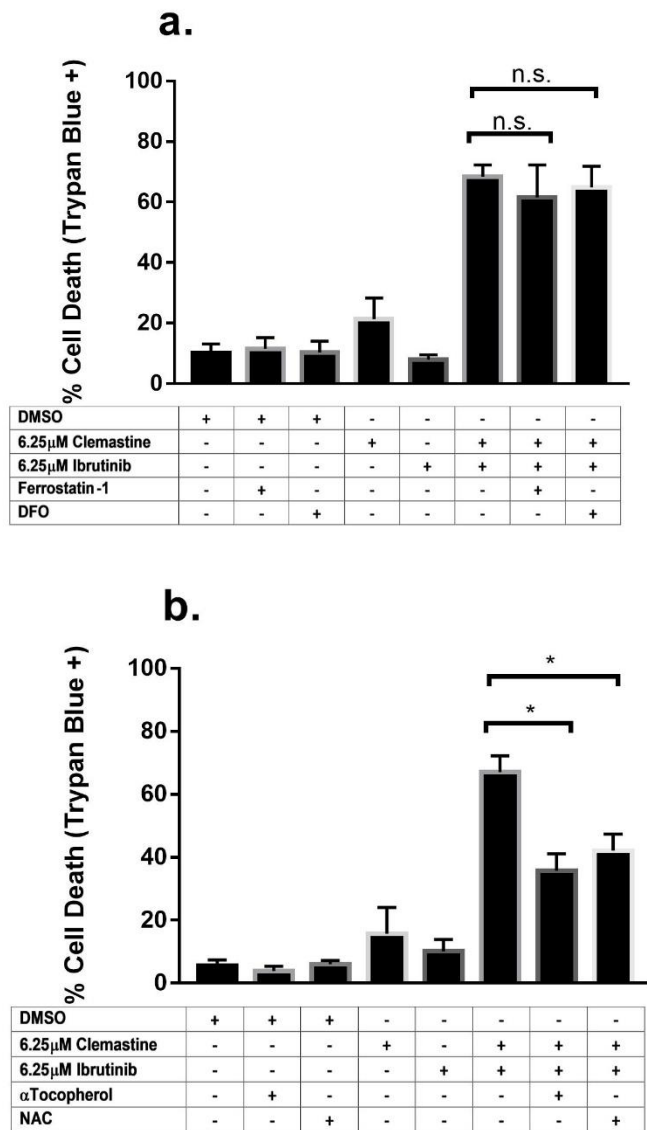 a.
% Cell Death (Trypan Blue +)
100
80
60
40
20
0
n.s.
n.s.
DMSO + + + - - - - -
6.25μM Clemastine - - - + - + + +
6.25μM Ibrutinib - - - - + + + +
Ferrostatin-1 - + - - - - + -
DFO - - + - - - - +
b.
% Cell Death (Trypan Blue +)
100
80
60
40
20
0
*
*
DMSO + + + - - - - -
6.25μM Clemastine - - - + - + + +
6.25μM Ibrutinib - - - - + + + +
αTocopherol - + - - - - + -
NAC - - + - - - - +